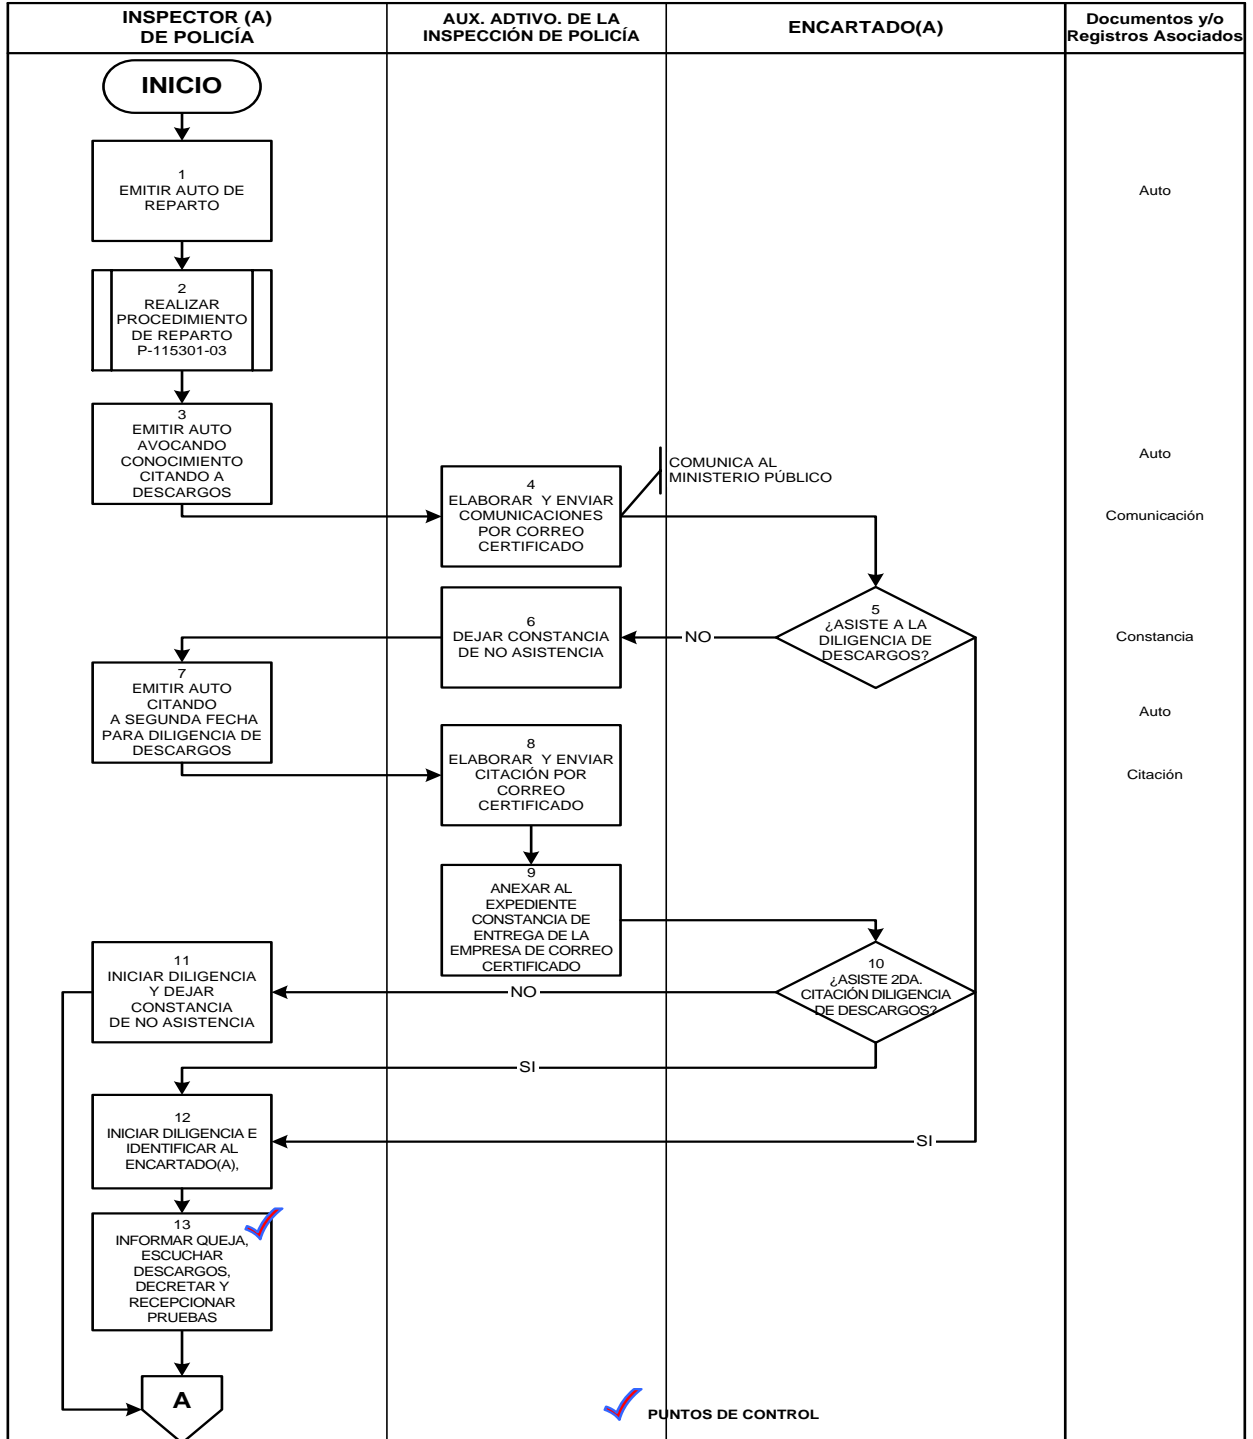 INSPECTOR (A)
DE POLICÍA
AUX. ADTIVO. DE LA
INSPECCIÓN DE POLICÍA
ENCARTADO(A)
Documentos y/o
Registros Asociados
INICIO
1
EMITIR AUTO DE
REPARTO
Auto
2
REALIZAR
PROCEDIMIENTO
DE REPARTO
P-115301-03
3
EMITIR AUTO
AVOCANDO
CONOCIMIENTO
CITANDO A
DESCARGOS
Auto
COMUNICA AL
MINISTERIO PÚBLICO
4
ELABORAR Y ENVIAR
COMUNICACIONES
POR CORREO
CERTIFICADO
Comunicación
5
¿ASISTE A LA
DILIGENCIA DE
DESCARGOS?
NO
6
DEJAR CONSTANCIA
DE NO ASISTENCIA
Constancia
7
EMITIR AUTO
CITANDO
A SEGUNDA FECHA
PARA DILIGENCIA DE
DESCARGOS
Auto
8
ELABORAR Y ENVIAR
CITACIÓN POR
CORREO
CERTIFICADO
Citación
9
ANEXAR AL
EXPEDIENTE
CONSTANCIA DE
ENTREGA DE LA
EMPRESA DE CORREO
CERTIFICADO
10
¿ASISTE 2DA.
CITACIÓN DILIGENCIA
DE DESCARGOS?
NO
11
INICIAR DILIGENCIA
Y DEJAR
CONSTANCIA
DE NO ASISTENCIA
SI
12
INICIAR DILIGENCIA E
IDENTIFICAR AL
ENCARTADO(A),
SI
13
INFORMAR QUEJA,
ESCUCHAR
DESCARGOS,
DECRETAR Y
RECEPCIONAR
PRUEBAS
A
PUNTOS DE CONTROL